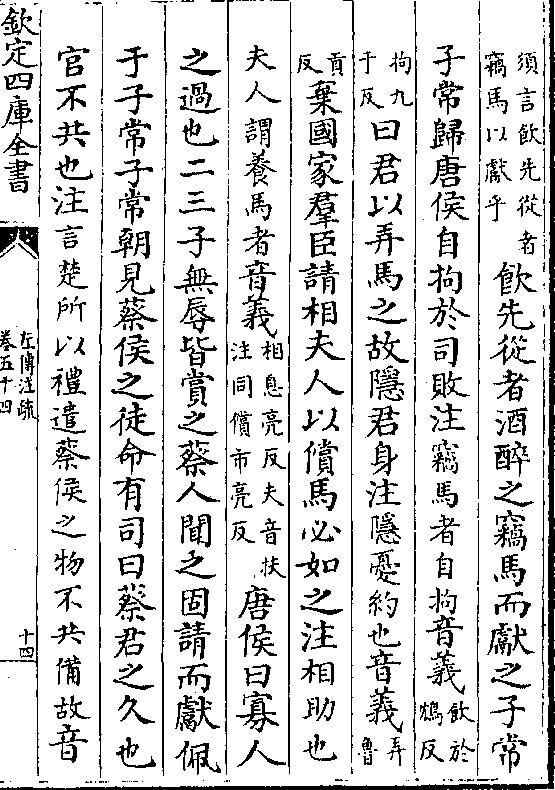 須言飲先從者
竊馬以獻乎
飲先從者酒醉之竊馬而獻之子常
子常歸唐侯自拘於司敗注竊馬者自拘音義飲於
鴆反
拘九
于反
曰君以弄馬之故隱君身注隱憂約也音義弄
魯
貢
反
棄國家羣臣請相夫人以償馬必如之注相助也
夫人謂養馬者音義相息亮反夫音扶
注同償市亮反
唐侯曰寡人
之過也二三子無辱皆賞之蔡人聞之固請而獻佩
于子常子常朝見蔡侯之徒命有司曰蔡君之久也
官不共也注言楚所以禮遣蔡侯之物不共備故音
欽定四庫全書
左傳注疏
卷五十四
十四